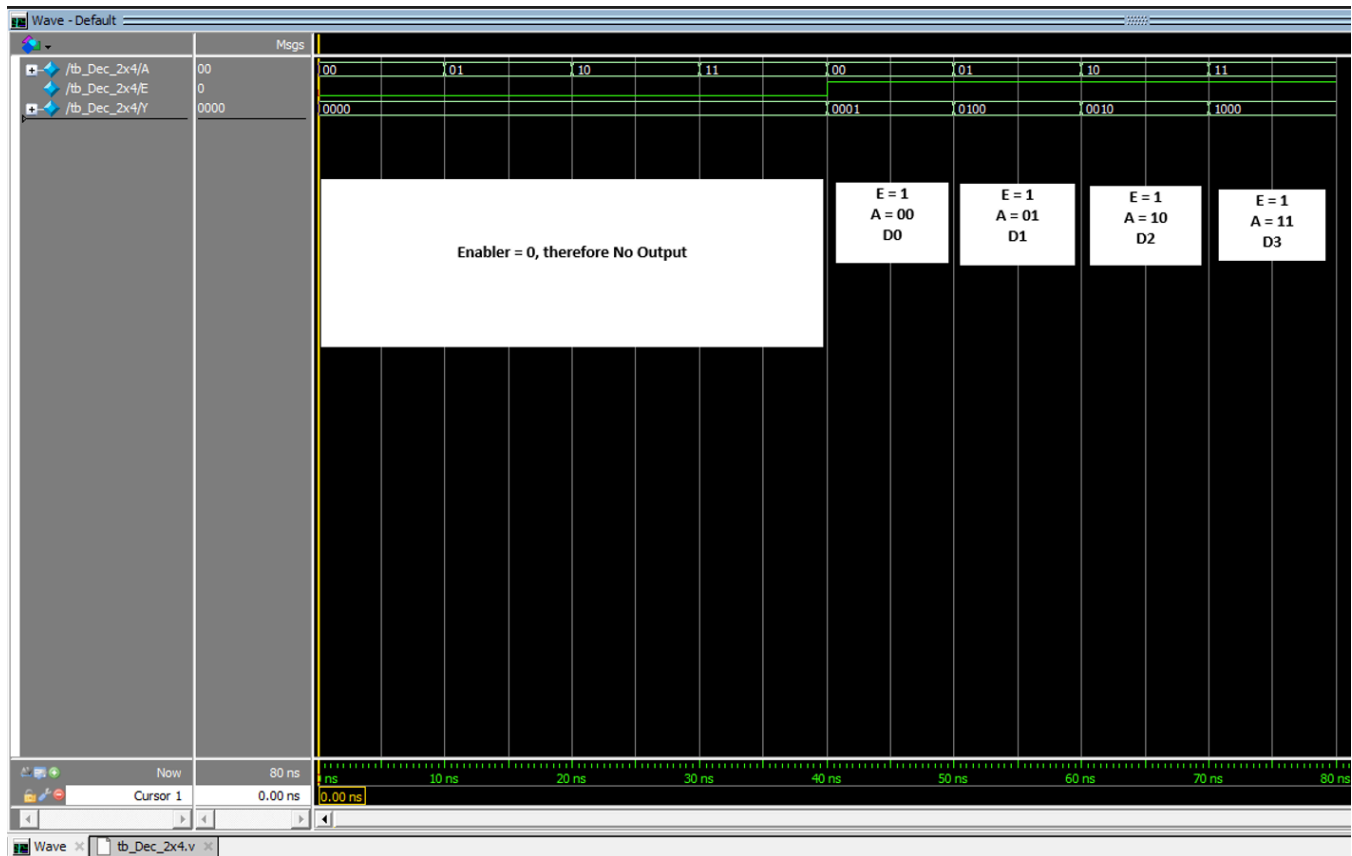 Wave - Default
Msgs
/tb_Dec_2x4/A 00 00 01 10 11 00 01 10 11
/tb_Dec_2x4/E 0
/tb_Dec_2x4/Y 0000 0000 0001 0100 0010 1000
Enabler = 0, therefore No Output
E = 1
A = 00
D0
E = 1
A = 01
D1
E = 1
A = 10
D2
E = 1
A = 11
D3
Now 80 ns ns 10 ns 20 ns 30 ns 40 ns 50 ns 60 ns 70 ns 80 ns
Cursor 1 0.00 ns 0.00 ns
Wave tb_Dec_2x4.v